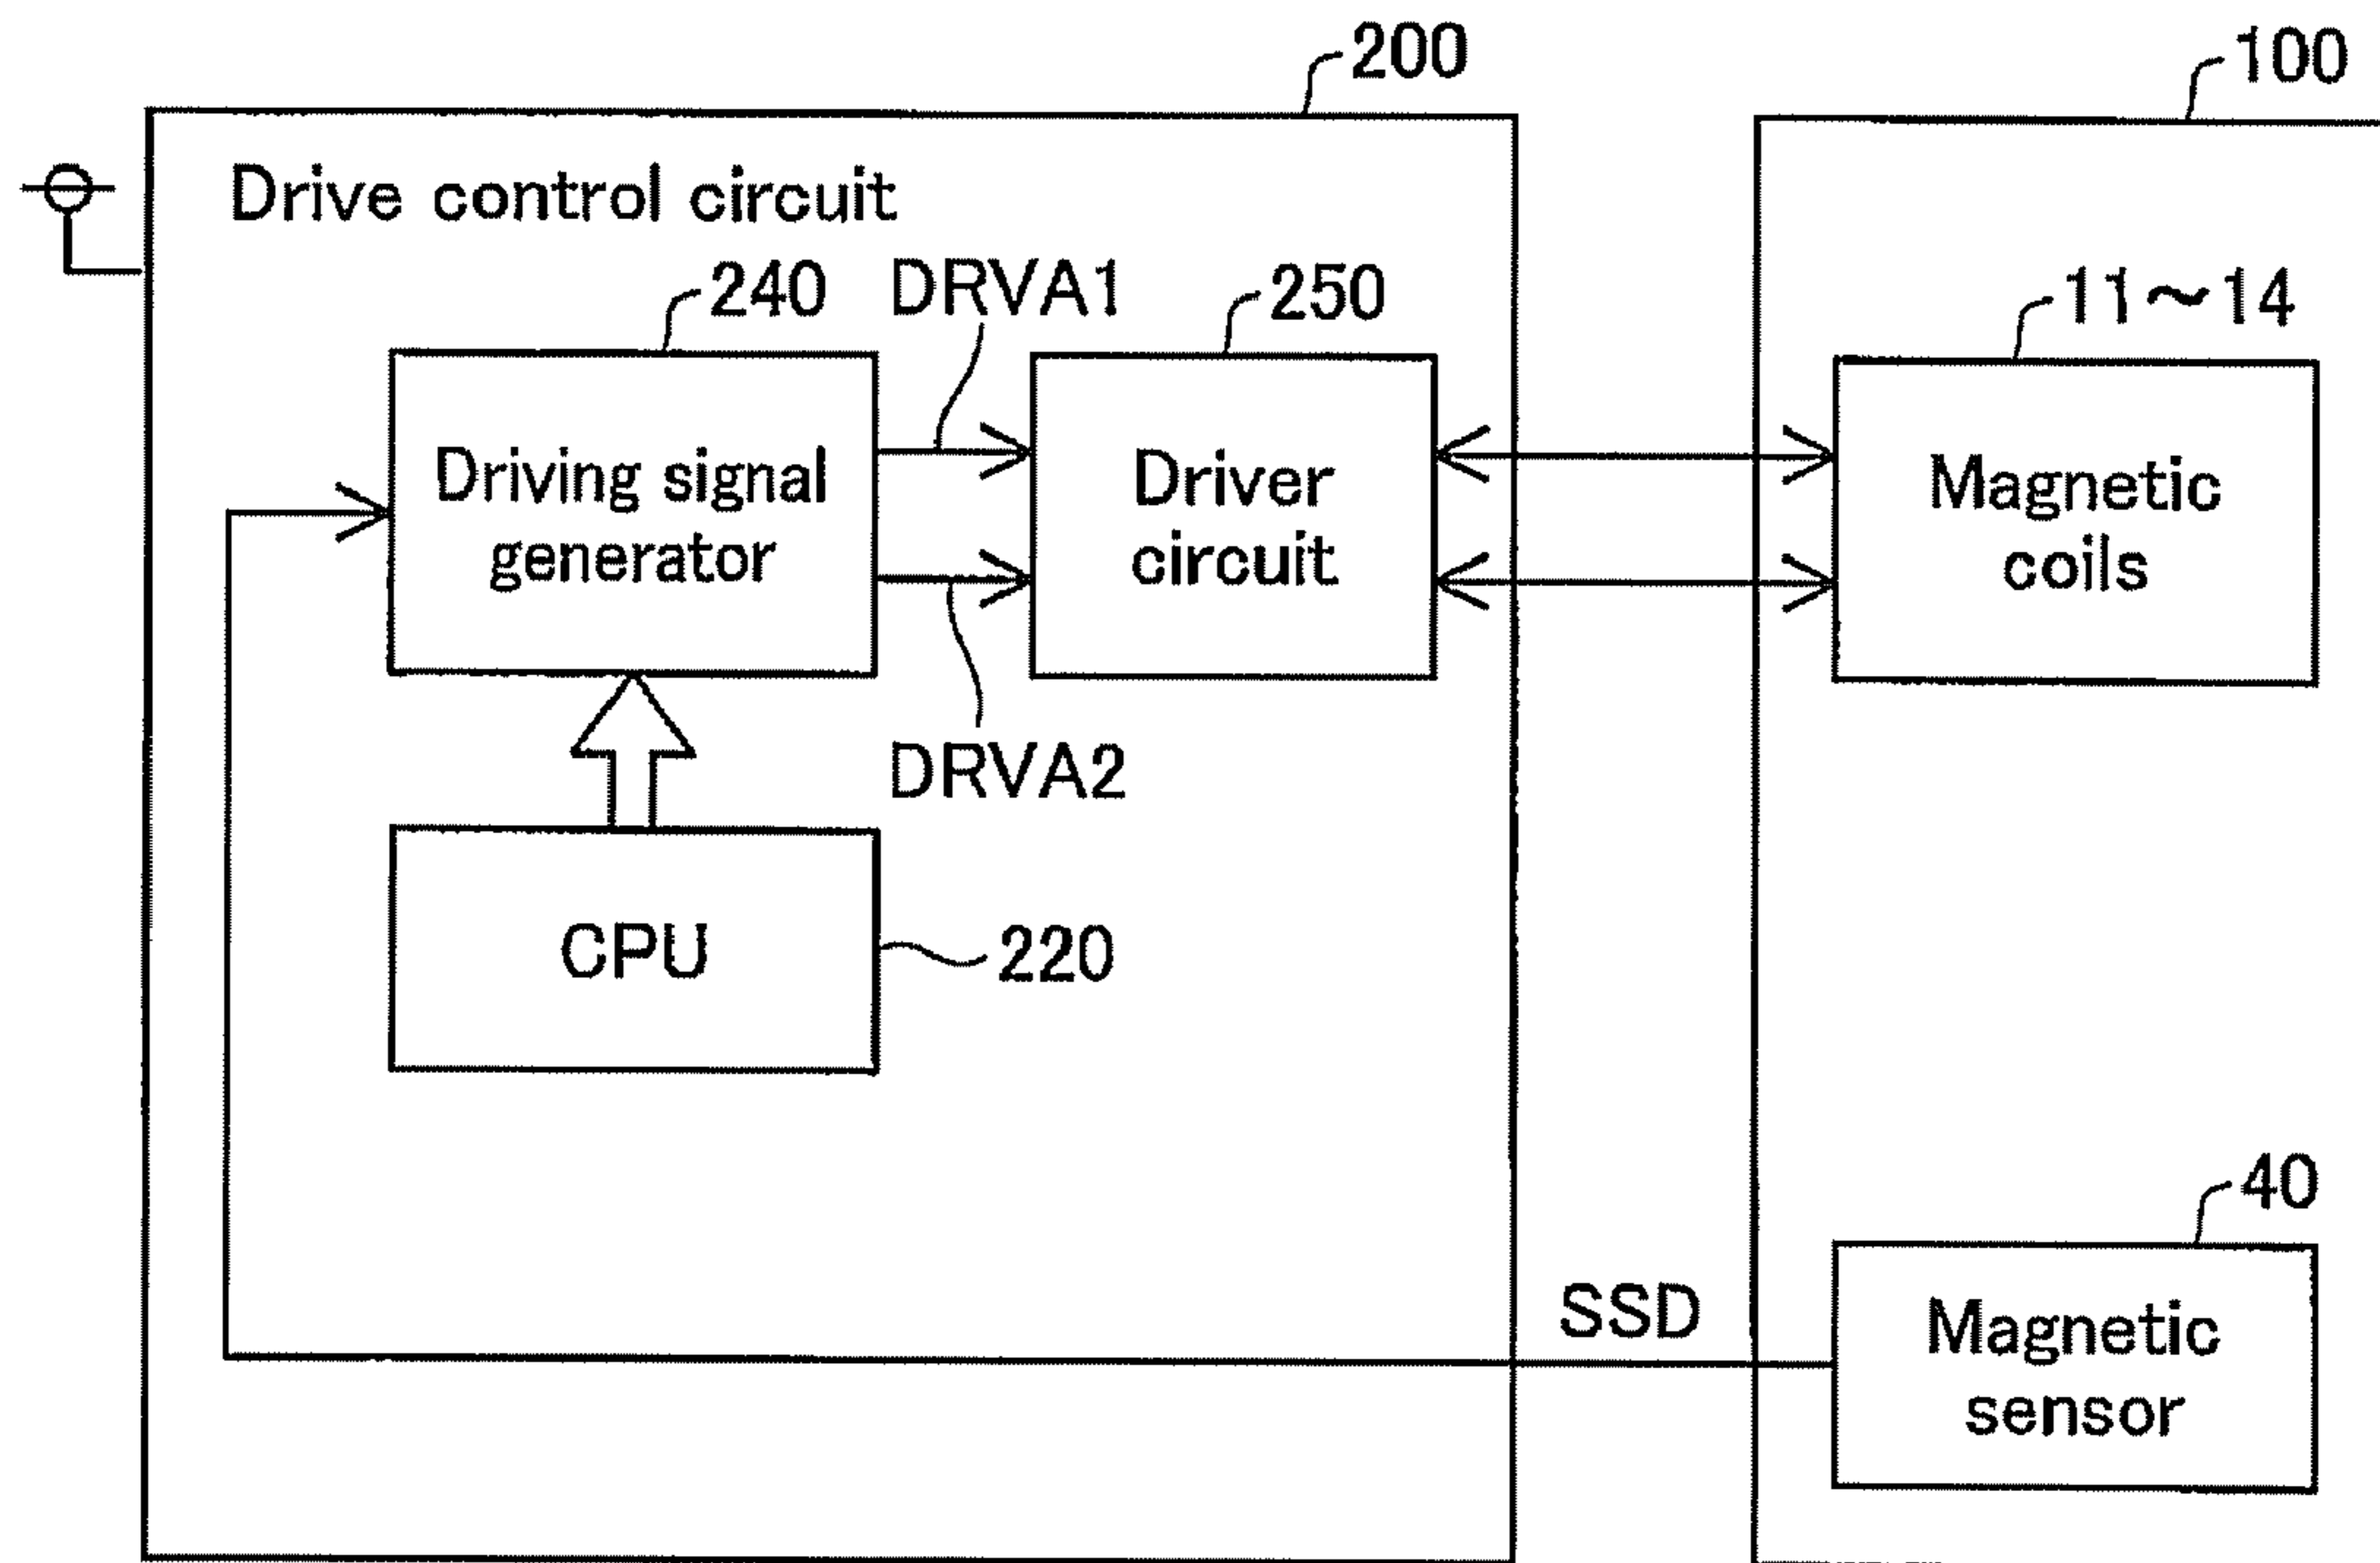 200
100
Drive control circuit
240
DRVA1
250
11～14
Driving signal
generator
Driver
circuit
Magnetic
coils
DRVA2
CPU
220
40
SSD
Magnetic
sensor